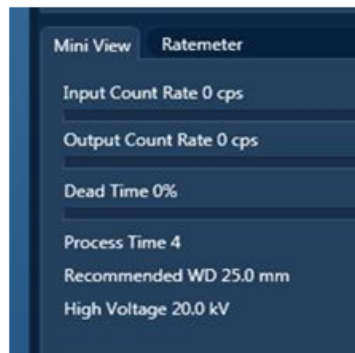 Mini View Ratemeter
Input Count Rate 0 cps
Output Count Rate 0 cps
Dead Time 0%
Process Time 4
Recommended WD 25.0 mm
High Voltage 20.0 kV